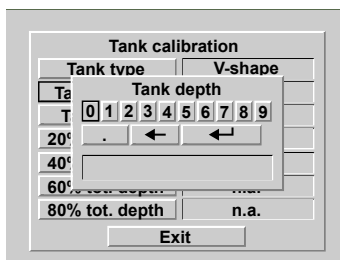 Tank calibration
Tank type V-shape
Tank depth
0 1 2 3 4 5 6 7 8 9
.
20%
40%
60% tot. depth n.a.
80% tot. depth n.a.
Exit